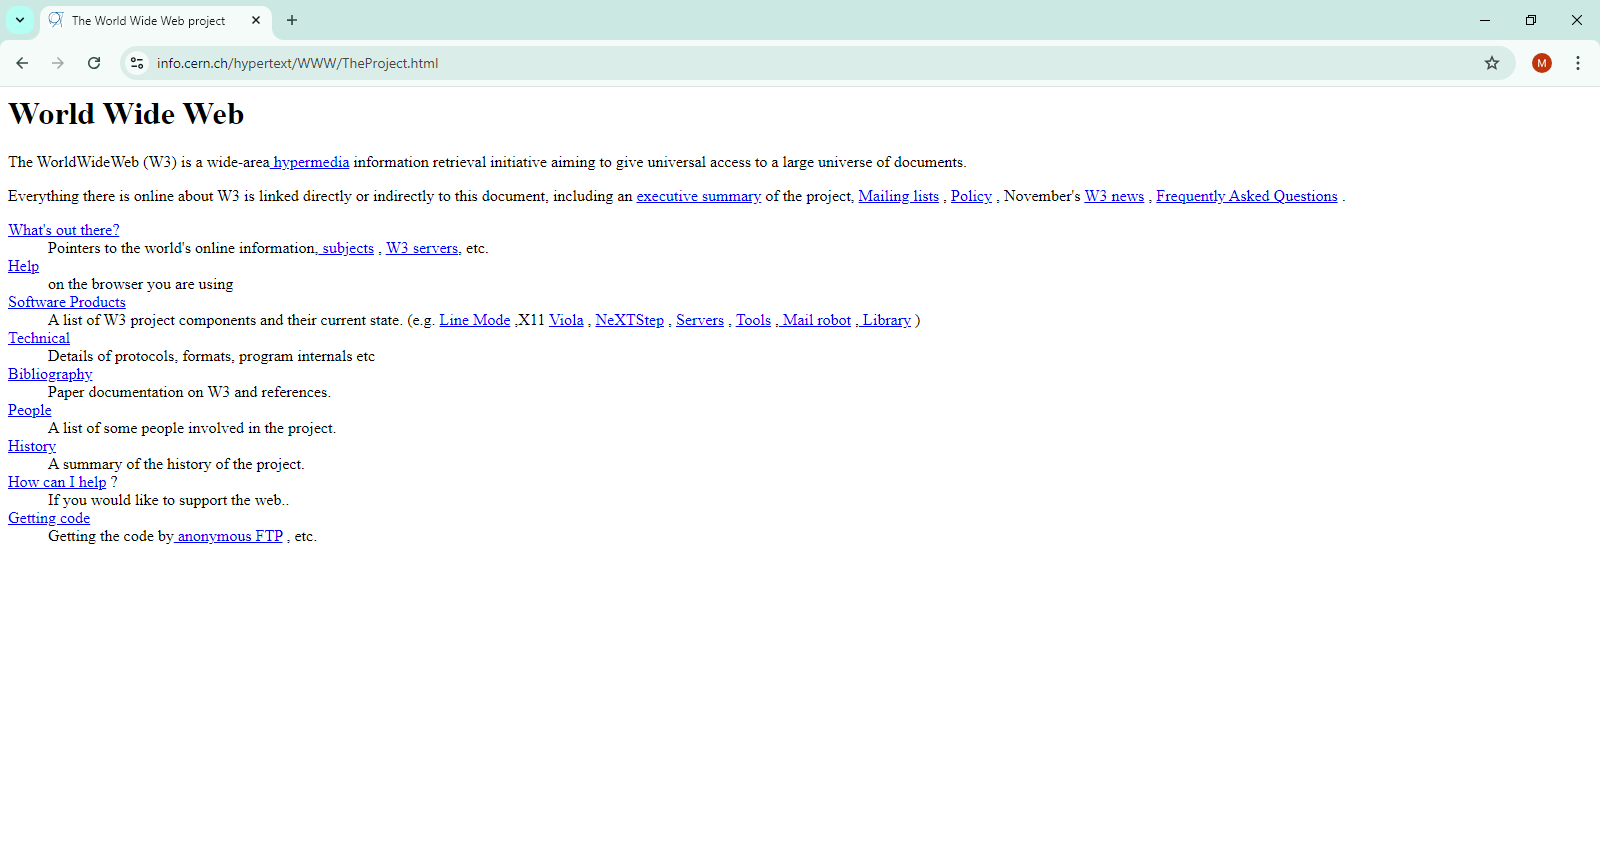 The World Wide Web project
info.cern.ch/hypertext/WWW/TheProject.html
M
World Wide Web
The WorldWideWeb (W3) is a wide-area hypermedia information retrieval initiative aiming to give universal access to a large universe of documents.
Everything there is online about W3 is linked directly or indirectly to this document, including an executive summary of the project, Mailing lists , Policy , November's W3 news , Frequently Asked Questions .
What's out there?
Pointers to the world's online information, subjects , W3 servers, etc.
Help
on the browser you are using
Software Products
A list of W3 project components and their current state. (e.g. Line Mode ,X11 Viola , NeXTStep , Servers , Tools , Mail robot , Library )
Technical
Details of protocols, formats, program internals etc
Bibliography
Paper documentation on W3 and references.
People
A list of some people involved in the project.
History
A summary of the history of the project.
How can I help ?
If you would like to support the web..
Getting code
Getting the code by anonymous FTP , etc.